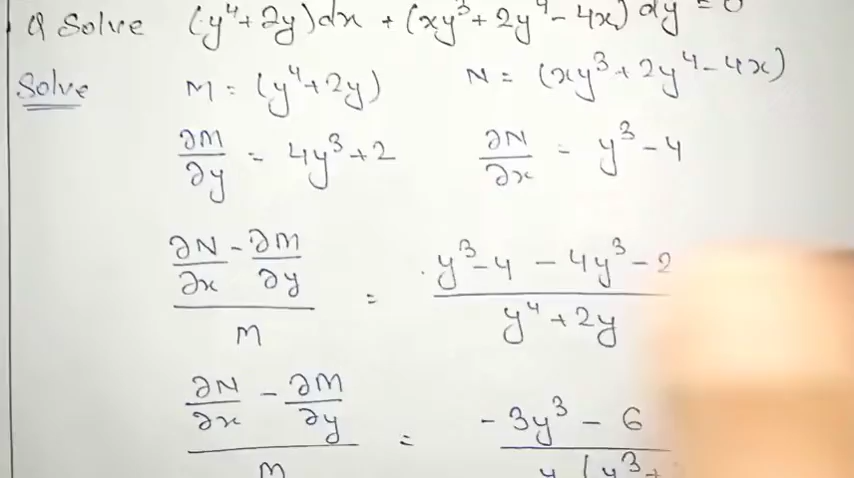 Q Solve (y⁴+2y)dx + (xy³+2y⁴-4x) dy = 0
Solve M = (y⁴+2y) N = (xy³+2y⁴-4x)
∂M/∂y = 4y³+2 ∂N/∂x = y³-4
(∂N/∂x - ∂M/∂y)/M = (y³-4 - 4y³-2)/(y⁴+2y)
(∂N/∂x - ∂M/∂y)/M = (-3y³ - 6)/(y(y³+